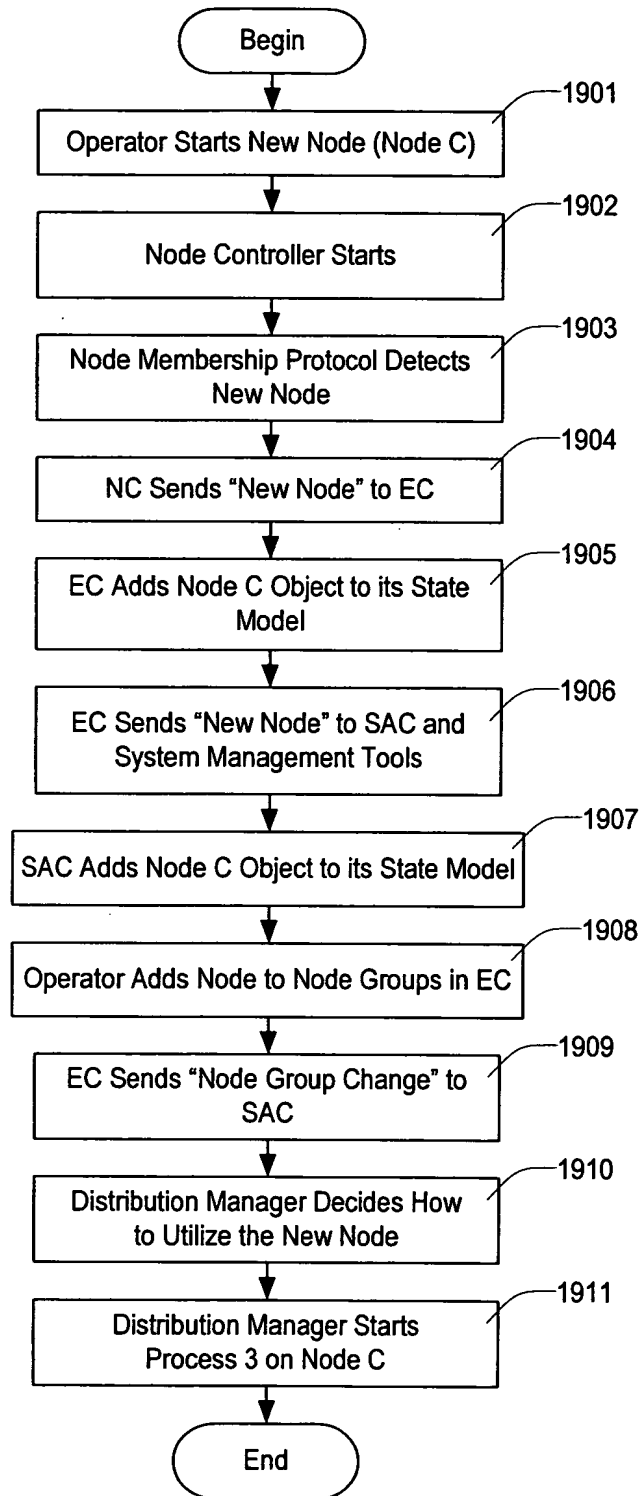 Begin
1901
Operator Starts New Node (Node C)
1902
Node Controller Starts
1903
Node Membership Protocol Detects
New Node
1904
NC Sends “New Node” to EC
1905
EC Adds Node C Object to its State
Model
1906
EC Sends “New Node” to SAC and
System Management Tools
1907
SAC Adds Node C Object to its State Model
1908
Operator Adds Node to Node Groups in EC
1909
EC Sends “Node Group Change” to
SAC
1910
Distribution Manager Decides How
to Utilize the New Node
1911
Distribution Manager Starts
Process 3 on Node C
End